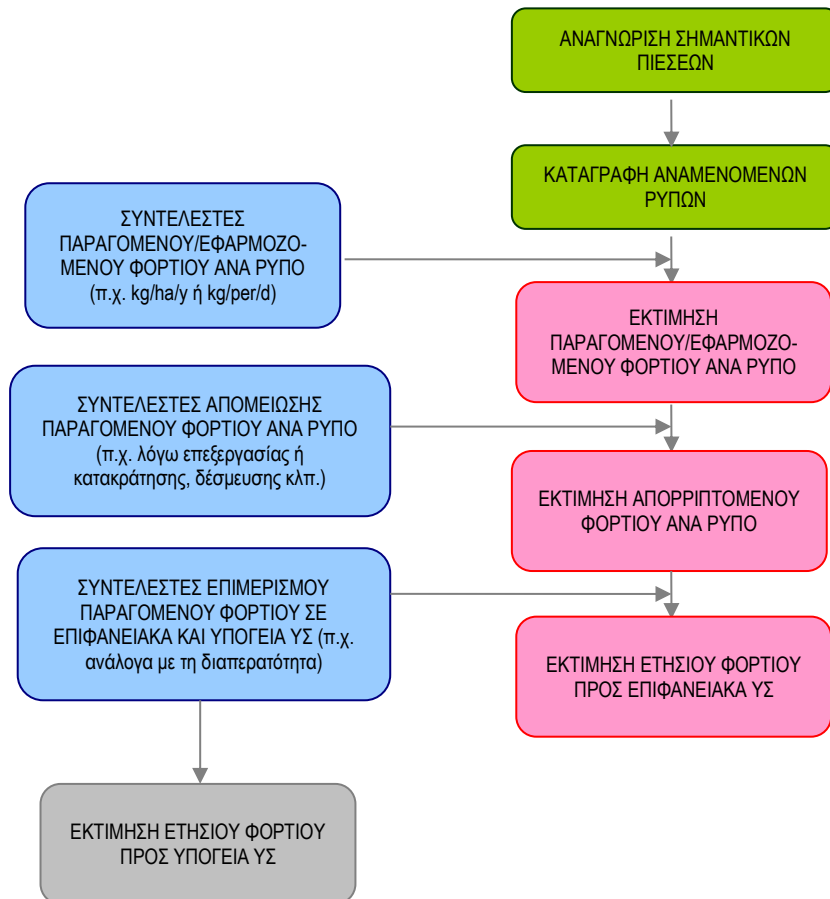 ΑΝΑΓΝΩΡΙΣΗ ΣΗΜΑΝΤΙΚΩΝ
ΠΙΕΣΕΩΝ
ΚΑΤΑΓΡΑΦΗ ΑΝΑΜΕΝΟΜΕΝΩΝ
ΡΥΠΩΝ
ΣΥΝΤΕΛΕΣΤΕΣ
ΠΑΡΑΓΟΜΕΝΟΥ/ΕΦΑΡΜΟΖΟ-
ΜΕΝΟΥ ΦΟΡΤΙΟΥ ΑΝΑ ΡΥΠΟ
(π.χ. kg/ha/y ή kg/per/d)
ΕΚΤΙΜΗΣΗ
ΠΑΡΑΓΟΜΕΝΟΥ/ΕΦΑΡΜΟΖΟ-
ΜΕΝΟΥ ΦΟΡΤΙΟΥ ΑΝΑ ΡΥΠΟ
ΣΥΝΤΕΛΕΣΤΕΣ ΑΠΟΜΕΙΩΣΗΣ
ΠΑΡΑΓΟΜΕΝΟΥ ΦΟΡΤΙΟΥ ΑΝΑ ΡΥΠΟ
(π.χ. λόγω επεξεργασίας ή
κατακράτησης, δέσμευσης κλπ.)
ΕΚΤΙΜΗΣΗ ΑΠΟΡΡΙΠΤΟΜΕΝΟΥ
ΦΟΡΤΙΟΥ ΑΝΑ ΡΥΠΟ
ΣΥΝΤΕΛΕΣΤΕΣ ΕΠΙΜΕΡΙΣΜΟΥ
ΠΑΡΑΓΟΜΕΝΟΥ ΦΟΡΤΙΟΥ ΣΕ
ΕΠΙΦΑΝΕΙΑΚΑ ΚΑΙ ΥΠΟΓΕΙΑ ΥΣ (π.χ.
ανάλογα με τη διαπερατότητα)
ΕΚΤΙΜΗΣΗ ΕΤΗΣΙΟΥ ΦΟΡΤΙΟΥ
ΠΡΟΣ ΕΠΙΦΑΝΕΙΑΚΑ ΥΣ
ΕΚΤΙΜΗΣΗ ΕΤΗΣΙΟΥ ΦΟΡΤΙΟΥ
ΠΡΟΣ ΥΠΟΓΕΙΑ ΥΣ